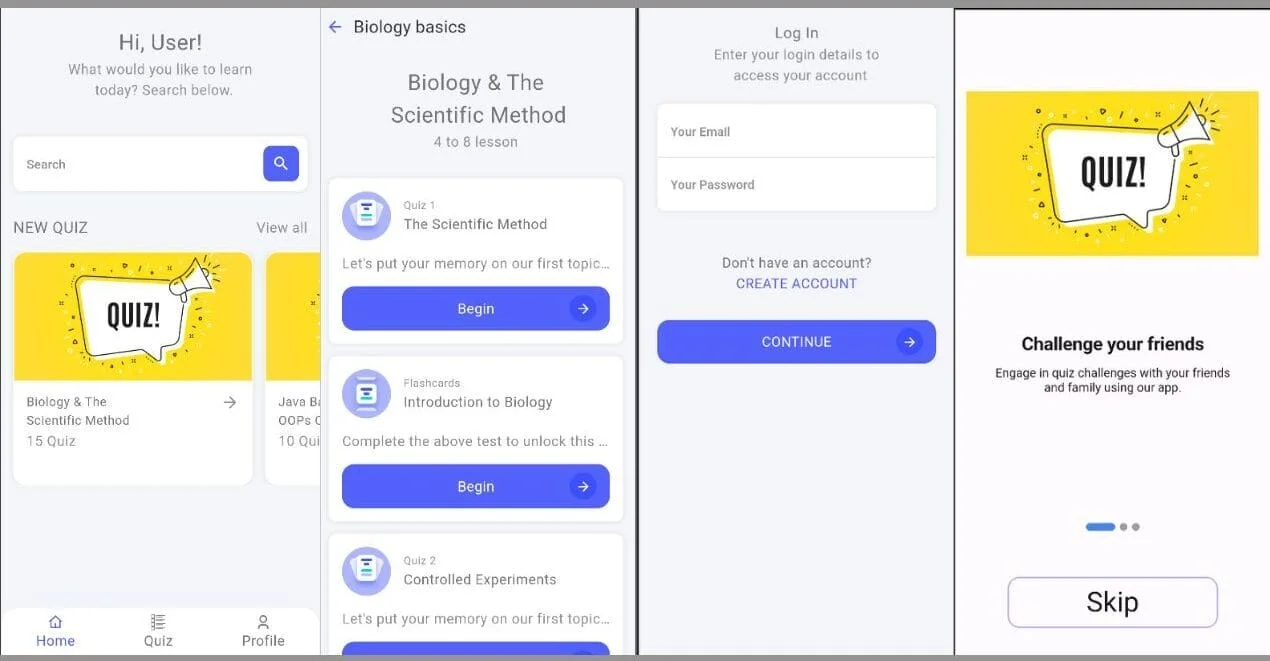 Hi, User!
What would you like to learn
today? Search below.
Search
NEW QUIZ
View all
QUIZ!
Biology & The
Scientific Method
15 Quiz
Java
OOPs
10
Home
Quiz
Profile
Biology basics
Biology & The
Scientific Method
4 to 8 lesson
Quiz 1
The Scientific Method
Let's put your memory on our first topic...
Begin
Flashcards
Introduction to Biology
Complete the above test to unlock this ...
Begin
Quiz 2
Controlled Experiments
Let's put your memory on our first topic...
Log In
Enter your login details to
access your account
Your Email
Your Password
Don't have an account?
CREATE ACCOUNT
CONTINUE
QUIZ!
Challenge your friends
Engage in quiz challenges with your friends
and family using our app.
Skip